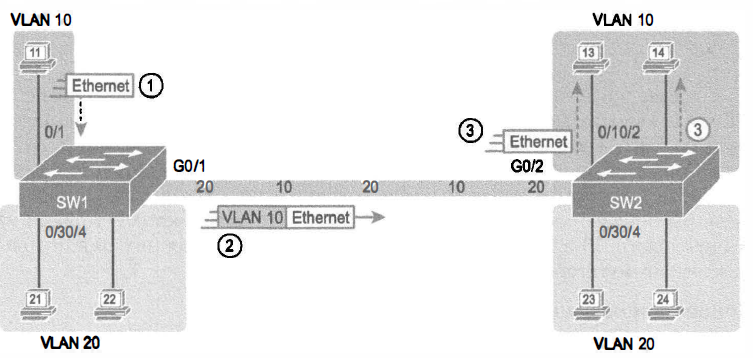 VLAN 10
VLAN 10
11
13
14
Ethernet
1
3
Ethernet
3
0/1
0/10/2
G0/1
G0/2
20
10
20
10
20
SW1
SW2
VLAN 10 Ethernet
2
0/30/4
0/30/4
21
22
23
24
VLAN 20
VLAN 20